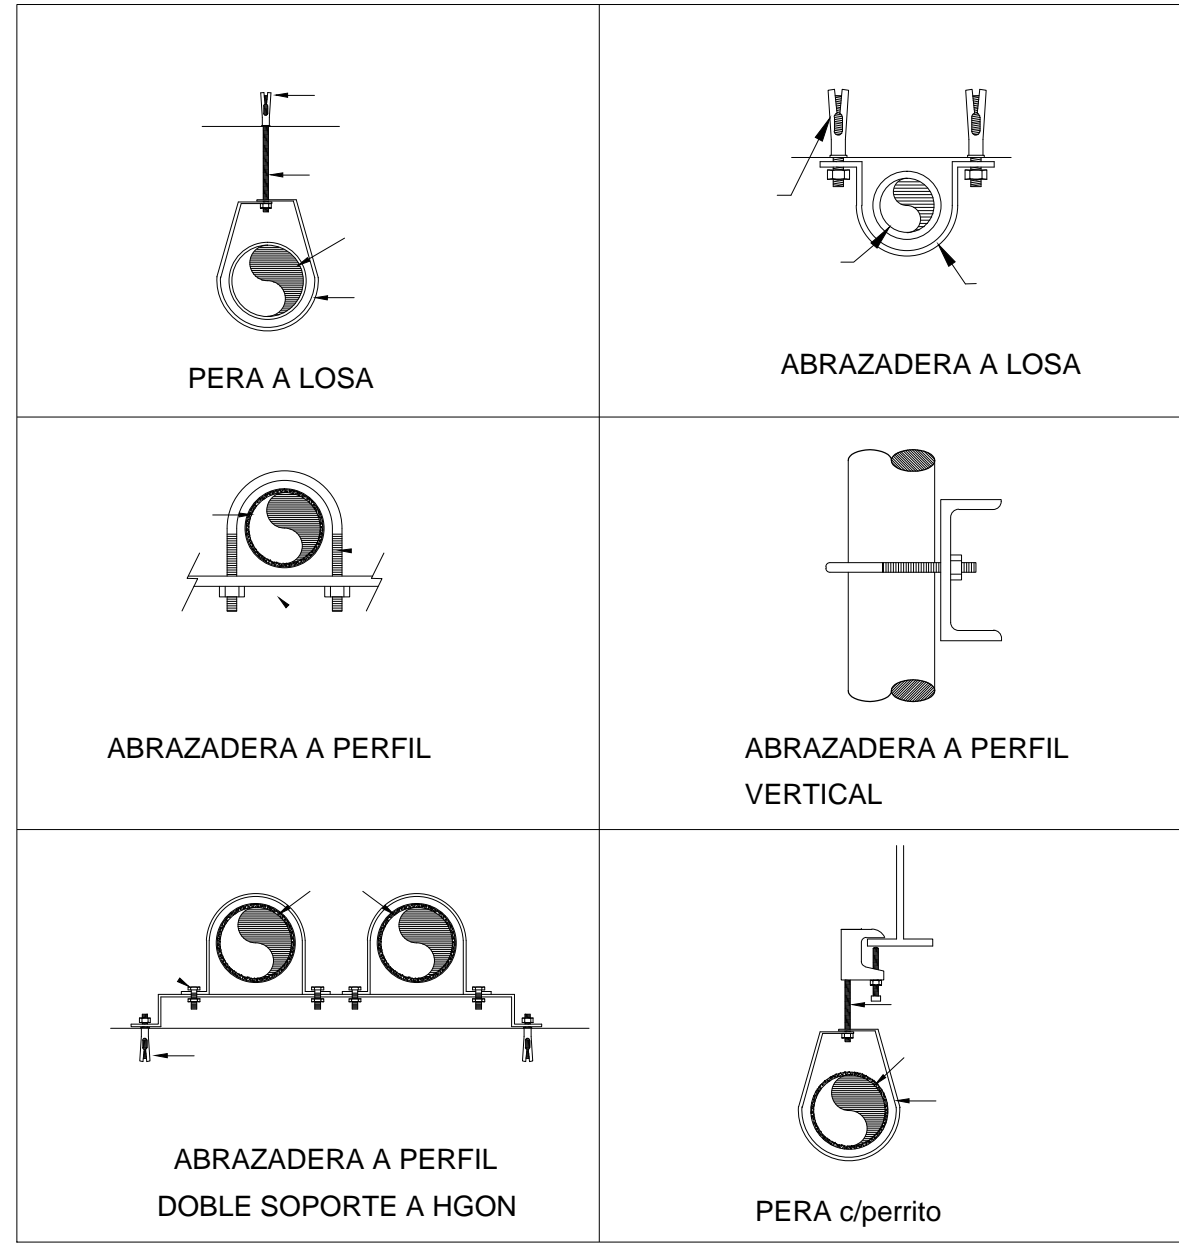 PERA A LOSA
ABRAZADERA A LOSA
ABRAZADERA A PERFIL
ABRAZADERA A PERFIL
VERTICAL
ABRAZADERA A PERFIL
DOBLE SOPORTE A HGON
PERA c/perrito